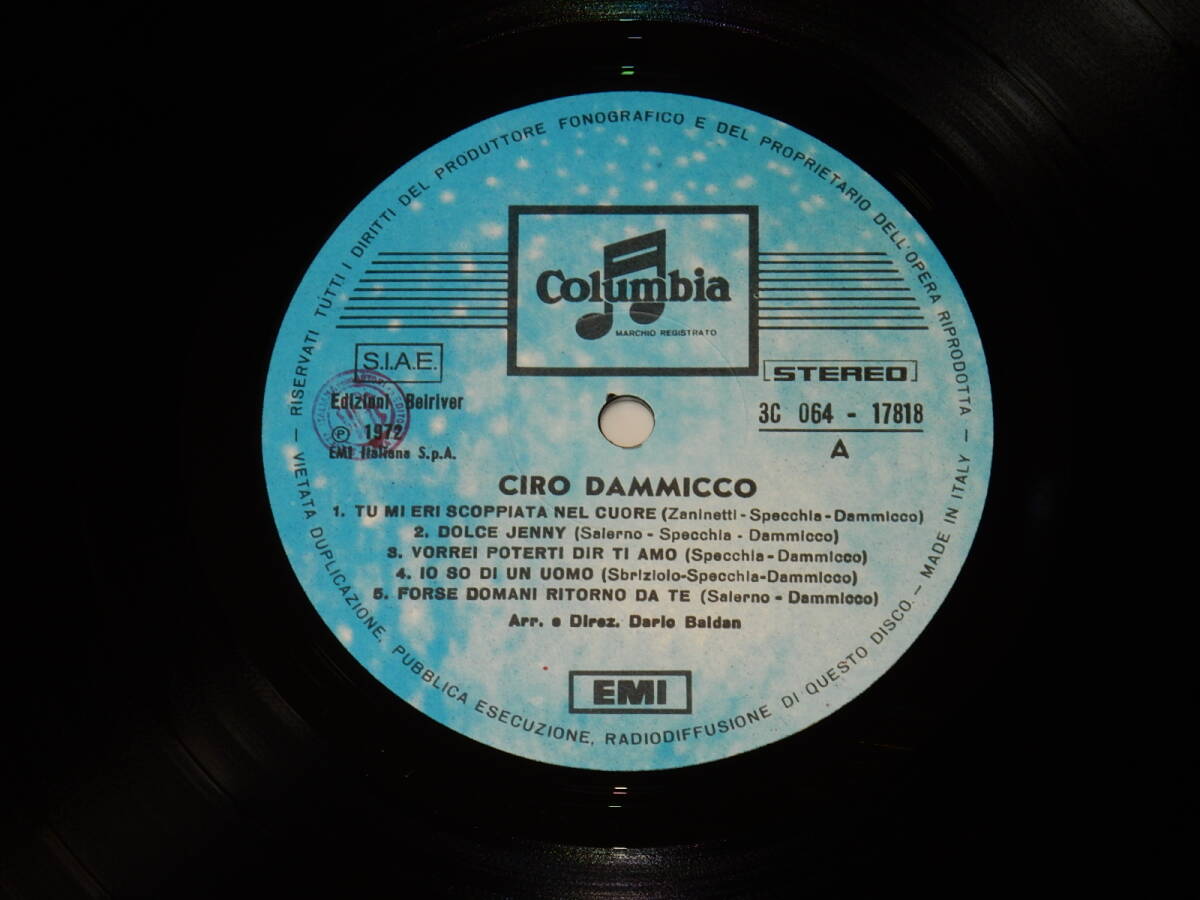 RISERVATI TUTTI I DIRITTI DEL PRODUTTORE FONOGRAFICO E DEL PROPRIETARIO DELL'OPERA RIPRODOTTA — MADE IN ITALY —
VIETATA DUPLICAZIONE, PUBBLICA ESECUZIONE, RADIODIFFUSIONE DI QUESTO DISCO. —
Columbia
MARCHIO REGISTRATO
S.I.A.E.
Edizioni Belriver
℗ 1972
EMI Italiana S.p.A.
[STEREO]
3C 064 - 17818
A
CIRO DAMMICCO
1. TU MI ERI SCOPPIATA NEL CUORE (Zaninetti - Specchia - Dammicco)
2. DOLCE JENNY (Salerno - Specchia - Dammicco)
3. VORREI POTERTI DIR TI AMO (Specchia - Dammicco)
4. IO SO DI UN UOMO (Sbriziolo-Specchia-Dammicco)
5. FORSE DOMANI RITORNO DA TE (Salerno - Dammicco)
Arr. e Direz. Dario Baldan
EMI